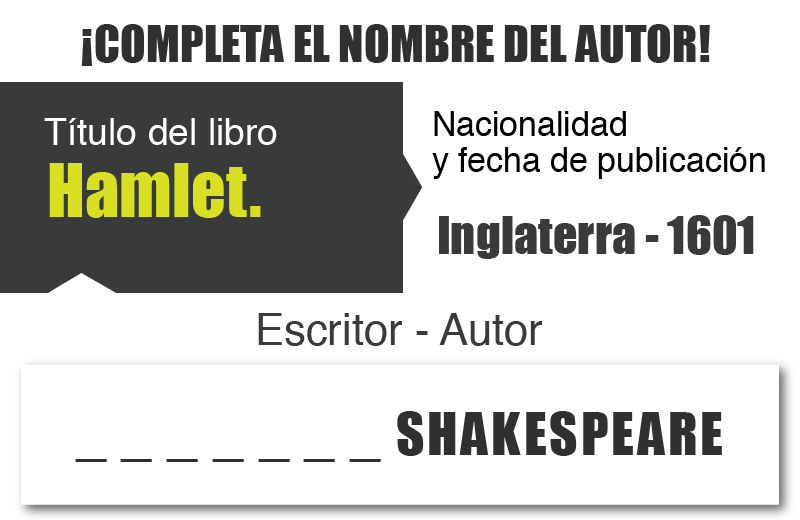 ¡COMPLETA EL NOMBRE DEL AUTOR!
Título del libro
Hamlet.
Nacionalidad
y fecha de publicación
Inglaterra - 1601
Escritor - Autor
_ _ _ _ _ _ _ SHAKESPEARE